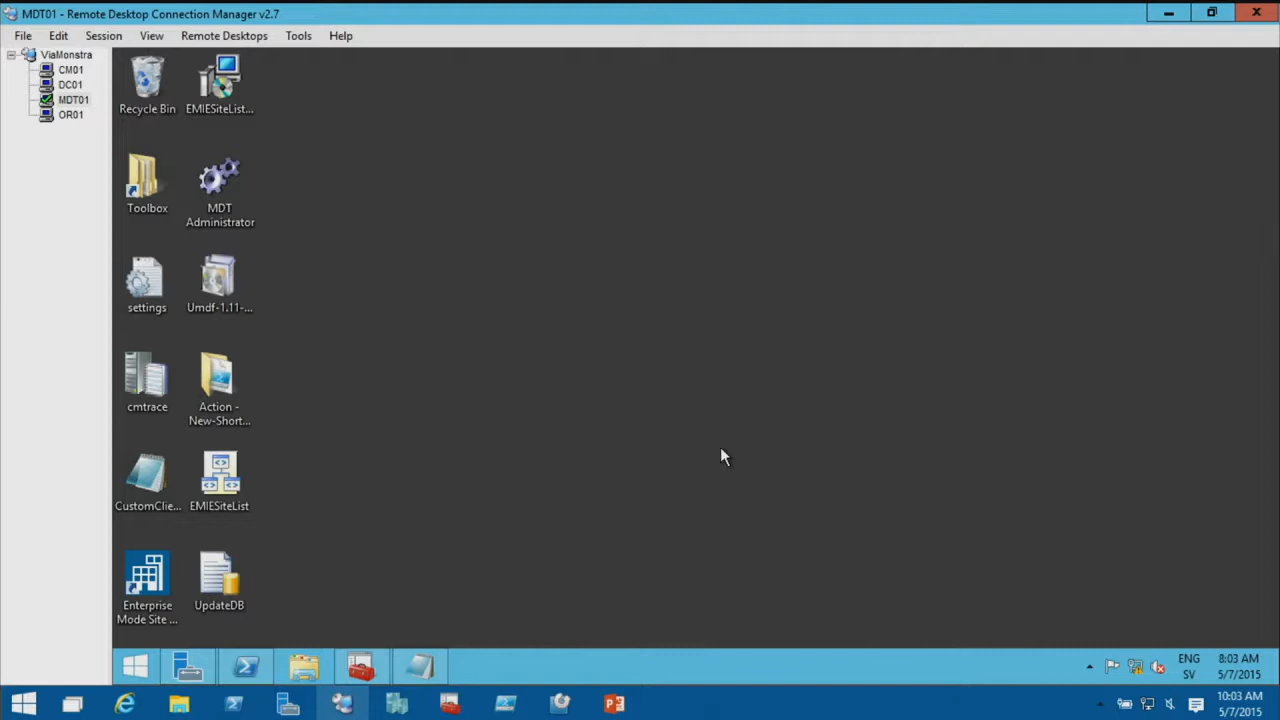 MDT01 - Remote Desktop Connection Manager v2.7
File Edit Session View Remote Desktops Tools Help
ViaMonstra
CM01
DC01
MDT01
OR01
Recycle Bin
EMIESiteList...
Toolbox
MDT
Administrator
settings
Umdf-1.11-...
cmtrace
Action -
New-Short...
CustomClie...
EMIESiteList
Enterprise
Mode Site ...
UpdateDB
ENG
SV
8:03 AM
5/7/2015
10:03 AM
5/7/2015